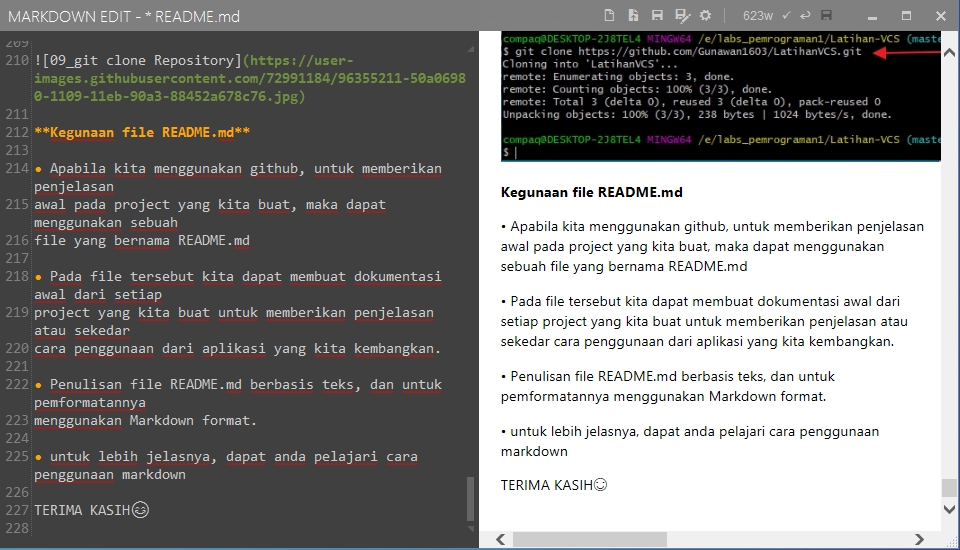 MARKDOWN EDIT - * README.md
623w
209
210 ![09_git clone Repository](https://user-
images.githubusercontent.com/72991184/96355211-50a0698
0-1109-11eb-90a3-88452a678c76.jpg)
211
212 **Kegunaan file README.md**
213
214 • Apabila kita menggunakan github, untuk memberikan
penjelasan
215 awal pada project yang kita buat, maka dapat
menggunakan sebuah
216 file yang bernama README.md
217
218 • Pada file tersebut kita dapat membuat dokumentasi
awal dari setiap
219 project yang kita buat untuk memberikan penjelasan
atau sekedar
220 cara penggunaan dari aplikasi yang kita kembangkan.
221
222 • Penulisan file README.md berbasis teks, dan untuk
pemformatannya
223 menggunakan Markdown format.
224
225 • untuk lebih jelasnya, dapat anda pelajari cara
penggunaan markdown
226
227 TERIMA KASIH😊
228
compaq@DESKTOP-2J8TEL4 MINGW64 /e/labs_pemrograman1/Latihan-VCS (maste
$ git clone https://github.com/Gunawan1603/LatihanVCS.git
Cloning into 'LatihanVCS'...
remote: Enumerating objects: 3, done.
remote: Counting objects: 100% (3/3), done.
remote: Total 3 (delta 0), reused 3 (delta 0), pack-reused 0
Unpacking objects: 100% (3/3), 238 bytes | 1024 bytes/s, done.
compaq@DESKTOP-2J8TEL4 MINGW64 /e/labs_pemrograman1/Latihan-VCS (maste
$
Kegunaan file README.md
• Apabila kita menggunakan github, untuk memberikan penjelasan
awal pada project yang kita buat, maka dapat menggunakan
sebuah file yang bernama README.md
• Pada file tersebut kita dapat membuat dokumentasi awal dari
setiap project yang kita buat untuk memberikan penjelasan atau
sekedar cara penggunaan dari aplikasi yang kita kembangkan.
• Penulisan file README.md berbasis teks, dan untuk
pemformatannya menggunakan Markdown format.
• untuk lebih jelasnya, dapat anda pelajari cara penggunaan
markdown
TERIMA KASIH😊